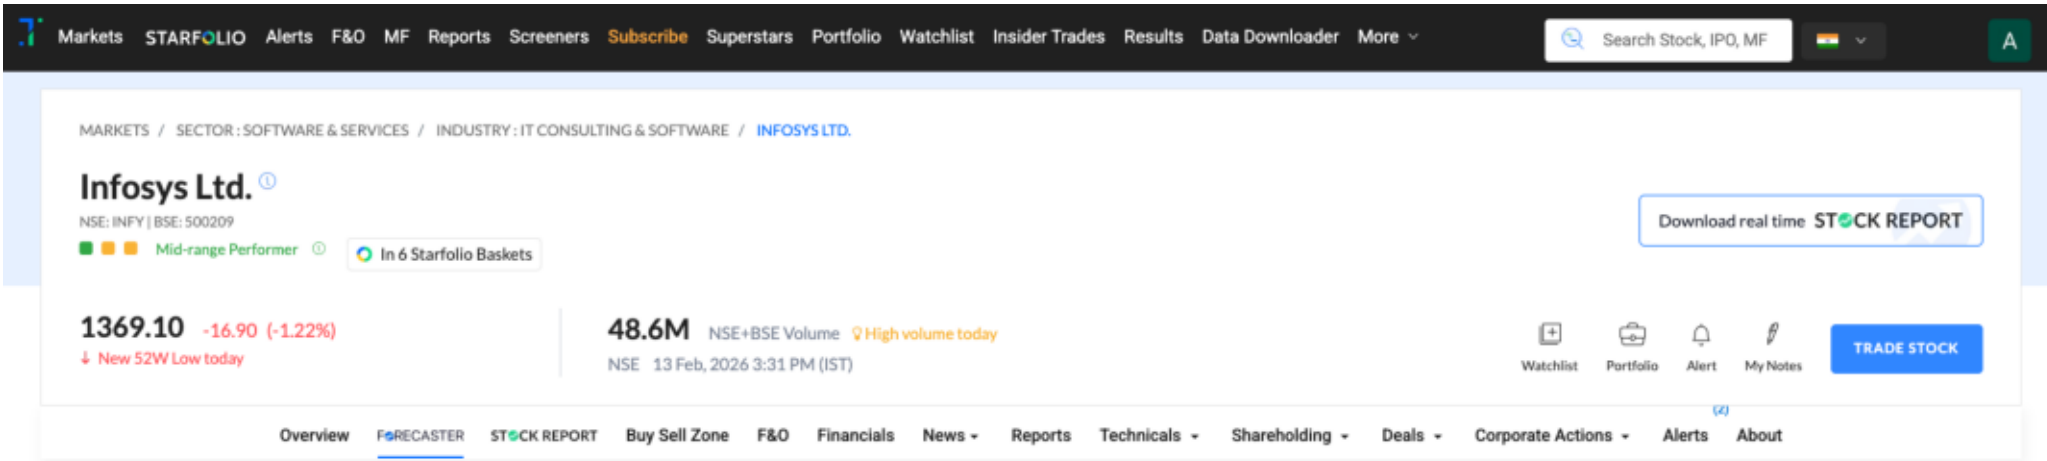 Markets STARFOLIO Alerts F&O MF Reports Screeners Subscribe Superstars Portfolio Watchlist Insider Trades Results Data Downloader More Search Stock, IPO, MF A
MARKETS / SECTOR : SOFTWARE & SERVICES / INDUSTRY : IT CONSULTING & SOFTWARE / INFOSYS LTD.
Infosys Ltd.
NSE: INFY | BSE: 500209
Download real time STOCK REPORT
Mid-range Performer In 6 Starfolio Baskets
1369.10 -16.90 (-1.22%) 48.6M NSE+BSE Volume High volume today
New 52W Low today NSE 13 Feb, 2026 3:31 PM (IST)
Watchlist Portfolio Alert My Notes TRADE STOCK
(2)
Overview FORECASTER STOCK REPORT Buy Sell Zone F&O Financials News Reports Technicals Shareholding Deals Corporate Actions Alerts About